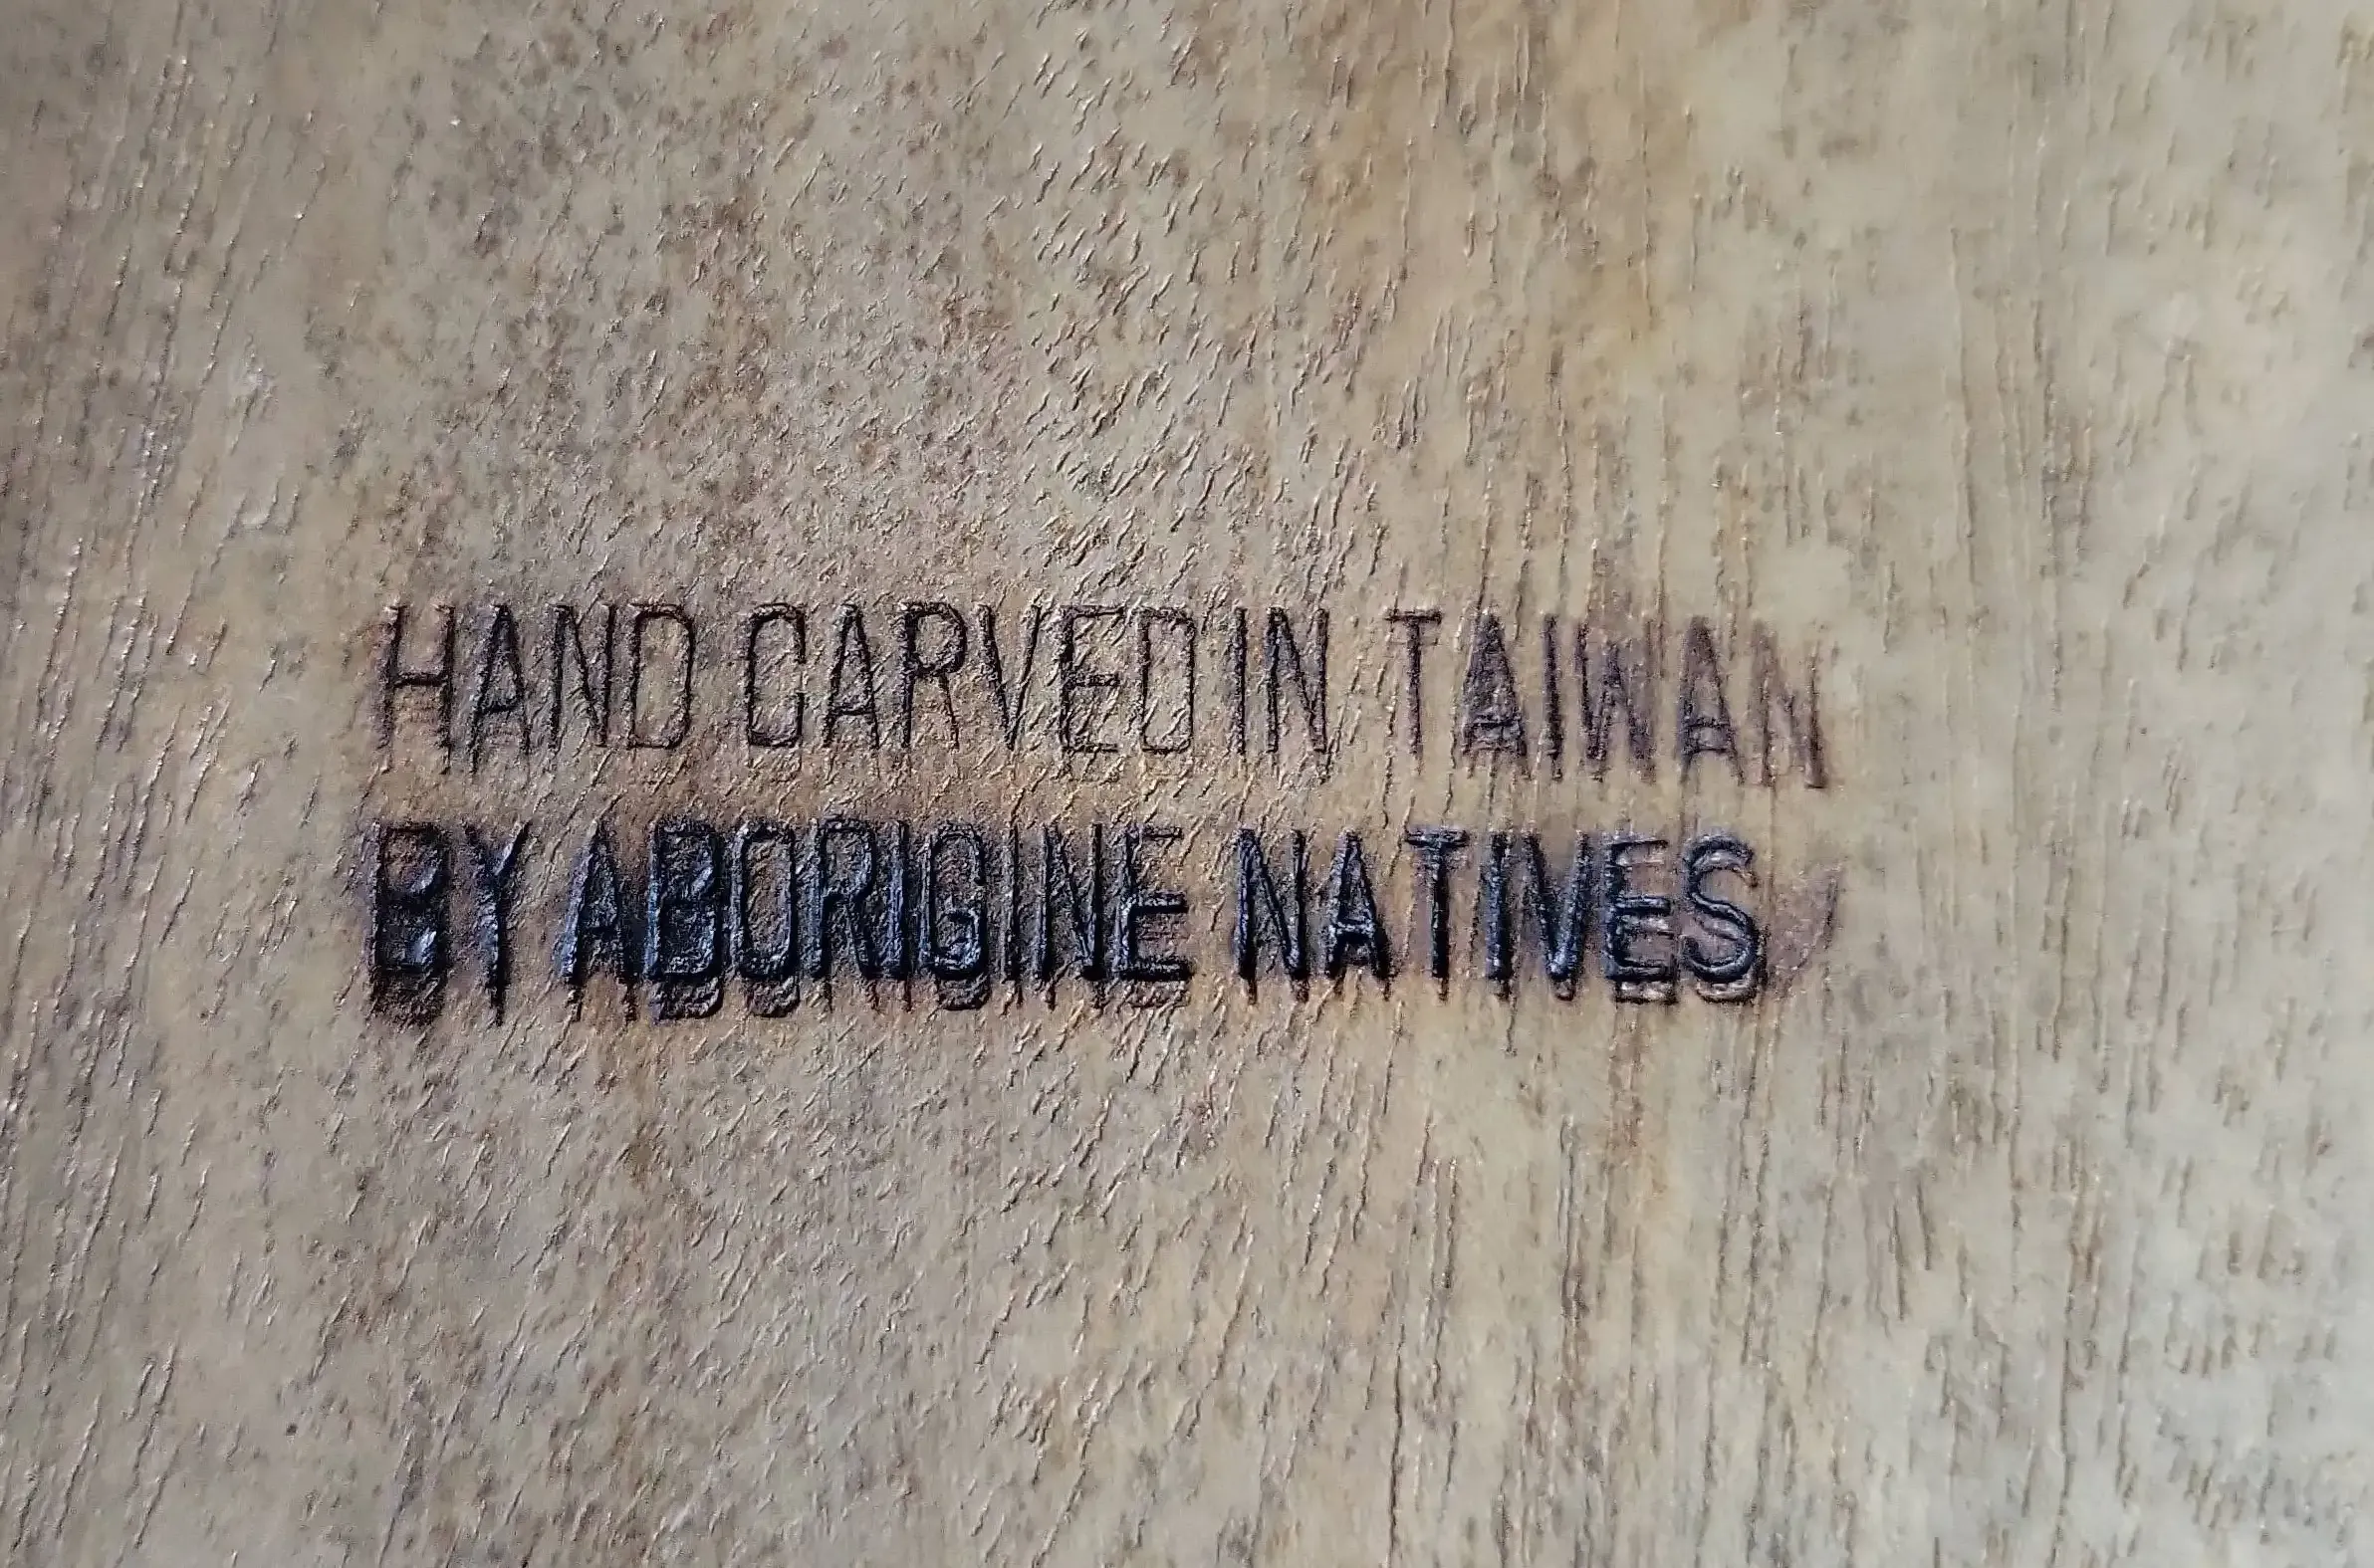 HAND CARVED IN TAIWAN
BY ABORIGINE NATIVES